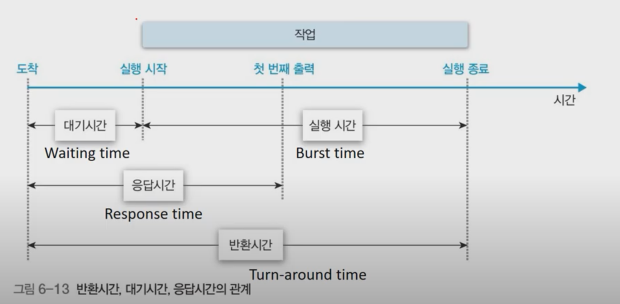 작업
도착 실행 시작 첫 번째 출력 실행 종료
시간
대기시간 실행 시간
Waiting time Burst time
응답시간
Response time
반환시간
Turn-around time
그림 6-13 반환시간, 대기시간, 응답시간의 관계